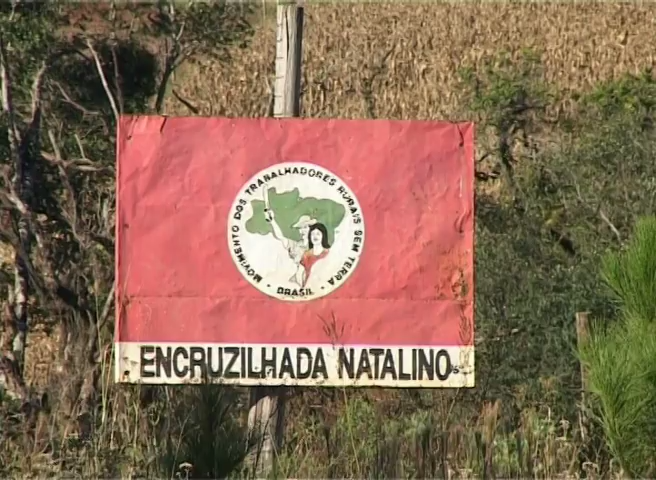 MOVIMENTO DOS TRABALHADORES RURAIS SEM TERRA
• BRASIL •
ENCRUZILHADA NATALINO